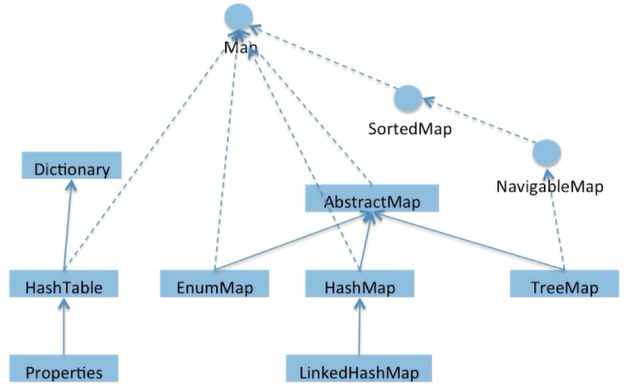 Map
SortedMap
Dictionary
NavigableMap
AbstractMap
HashTable
EnumMap
HashMap
TreeMap
Properties
LinkedHashMap